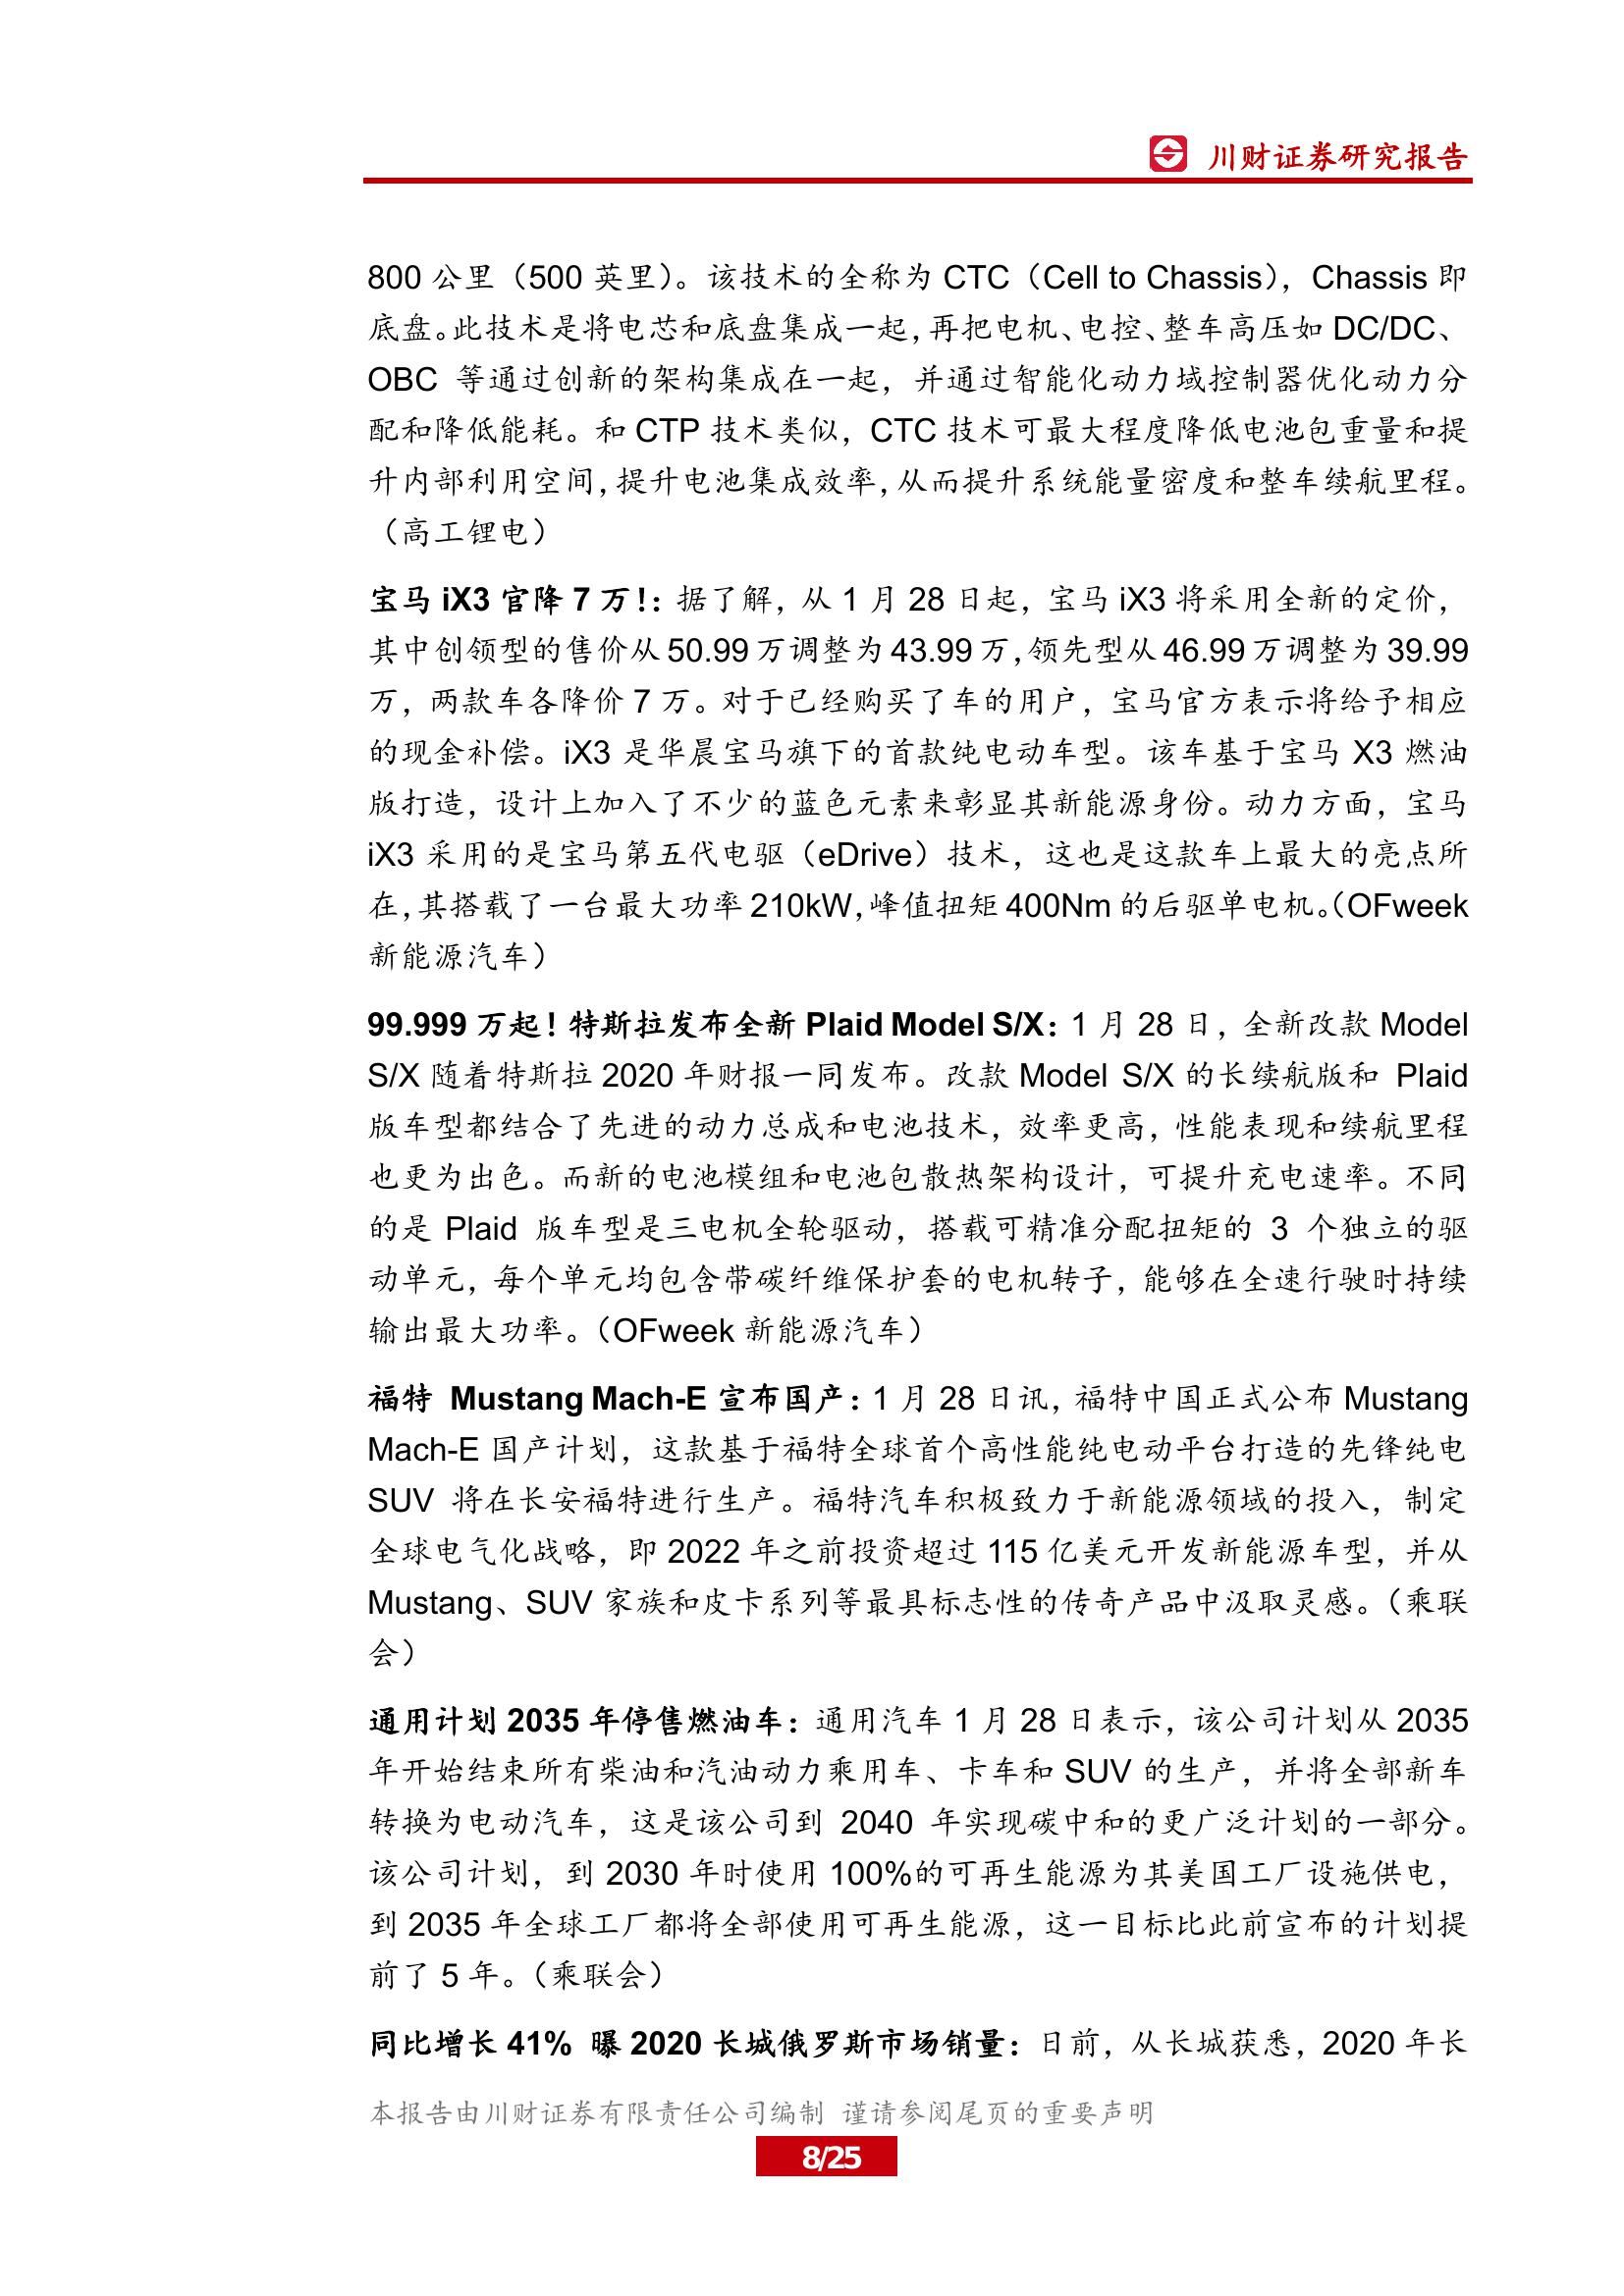 川财证券研究报告
800 公里（500 英里）。该技术的全称为 CTC（Cell to Chassis），Chassis 即
底盘。此技术是将电芯和底盘集成一起，再把电机、电控、整车高压如 DC/DC、
OBC 等通过创新的架构集成在一起，并通过智能化动力域控制器优化动力分
配和降低能耗。和 CTP 技术类似，CTC 技术可最大程度降低电池包重量和提
升内部利用空间，提升电池集成效率，从而提升系统能量密度和整车续航里程。
（高工锂电）
宝马 iX3 官降 7 万！：据了解，从 1 月 28 日起，宝马 iX3 将采用全新的定价，
其中创领型的售价从 50.99 万调整为 43.99 万，领先型从 46.99 万调整为 39.99
万，两款车各降价 7 万。对于已经购买了车的用户，宝马官方表示将给予相应
的现金补偿。iX3 是华晨宝马旗下的首款纯电动车型。该车基于宝马 X3 燃油
版打造，设计上加入了不少的蓝色元素来彰显其新能源身份。动力方面，宝马
iX3 采用的是宝马第五代电驱（eDrive）技术，这也是这款车上最大的亮点所
在，其搭载了一台最大功率 210kW，峰值扭矩 400Nm 的后驱单电机。（OFweek
新能源汽车）
99.999 万起！特斯拉发布全新 Plaid Model S/X：1 月 28 日，全新改款 Model
S/X 随着特斯拉 2020 年财报一同发布。改款 Model S/X 的长续航版和 Plaid
版车型都结合了先进的动力总成和电池技术，效率更高，性能表现和续航里程
也更为出色。而新的电池模组和电池包散热架构设计，可提升充电速率。不同
的是 Plaid 版车型是三电机全轮驱动，搭载可精准分配扭矩的 3 个独立的驱
动单元，每个单元均包含带碳纤维保护套的电机转子，能够在全速行驶时持续
输出最大功率。（OFweek 新能源汽车）
福特 Mustang Mach-E 宣布国产：1 月 28 日讯，福特中国正式公布 Mustang
Mach-E 国产计划，这款基于福特全球首个高性能纯电动平台打造的先锋纯电
SUV 将在长安福特进行生产。福特汽车积极致力于新能源领域的投入，制定
全球电气化战略，即 2022 年之前投资超过 115 亿美元开发新能源车型，并从
Mustang、SUV 家族和皮卡系列等最具标志性的传奇产品中汲取灵感。（乘联
会）
通用计划 2035 年停售燃油车：通用汽车 1 月 28 日表示，该公司计划从 2035
年开始结束所有柴油和汽油动力乘用车、卡车和 SUV 的生产，并将全部新车
转换为电动汽车，这是该公司到 2040 年实现碳中和的更广泛计划的一部分。
该公司计划，到 2030 年时使用 100%的可再生能源为其美国工厂设施供电，
到 2035 年全球工厂都将全部使用可再生能源，这一目标比此前宣布的计划提
前了 5 年。（乘联会）
同比增长 41% 曝 2020 长城俄罗斯市场销量：日前，从长城获悉，2020 年长
本报告由川财证券有限责任公司编制 谨请参阅尾页的重要声明
8/25